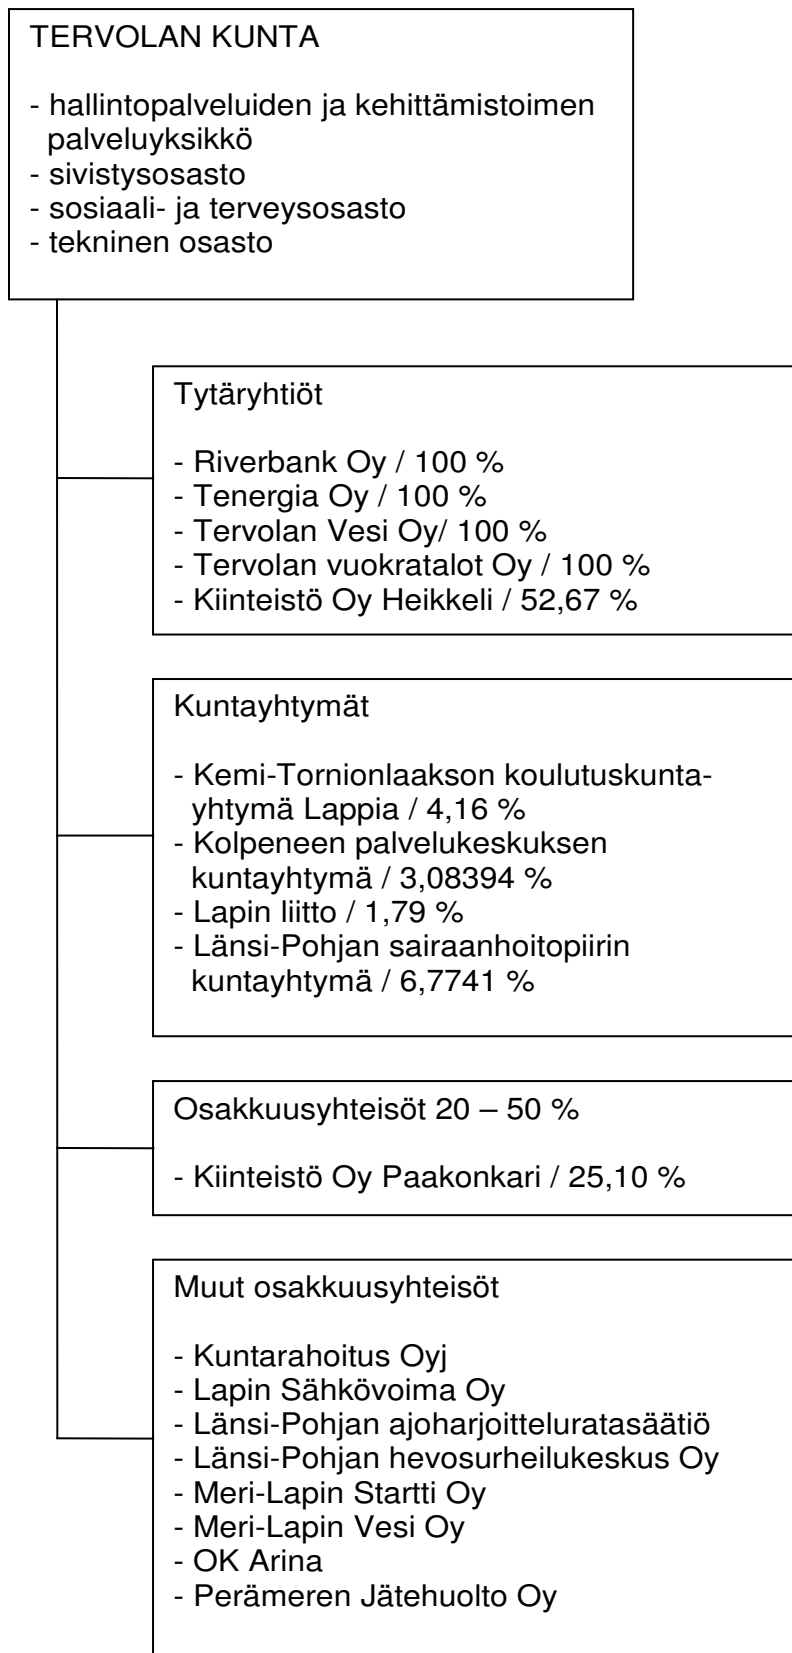 TERVOLAN KUNTA
- hallintopalveluiden ja kehittämistoimen
palveluyksikkö
- sivistysosasto
- sosiaali- ja terveysosasto
- tekninen osasto
Tytäryhtiöt
- Riverbank Oy / 100 %
- Tenergia Oy / 100 %
- Tervolan Vesi Oy/ 100 %
- Tervolan vuokratalot Oy / 100 %
- Kiinteistö Oy Heikkeli / 52,67 %
Kuntayhtymät
- Kemi-Tornionlaakson koulutuskunta-
yhtymä Lappia / 4,16 %
- Kolpeneen palvelukeskuksen
kuntayhtymä / 3,08394 %
- Lapin liitto / 1,79 %
- Länsi-Pohjan sairaanhoitopiirin
kuntayhtymä / 6,7741 %
Osakkuusyhteisöt 20 – 50 %
- Kiinteistö Oy Paakonkari / 25,10 %
Muut osakkuusyhteisöt
- Kuntarahoitus Oyj
- Lapin Sähkövoima Oy
- Länsi-Pohjan ajoharjoitteluratasäätiö
- Länsi-Pohjan hevosurheilukeskus Oy
- Meri-Lapin Startti Oy
- Meri-Lapin Vesi Oy
- OK Arina
- Perämeren Jätehuolto Oy